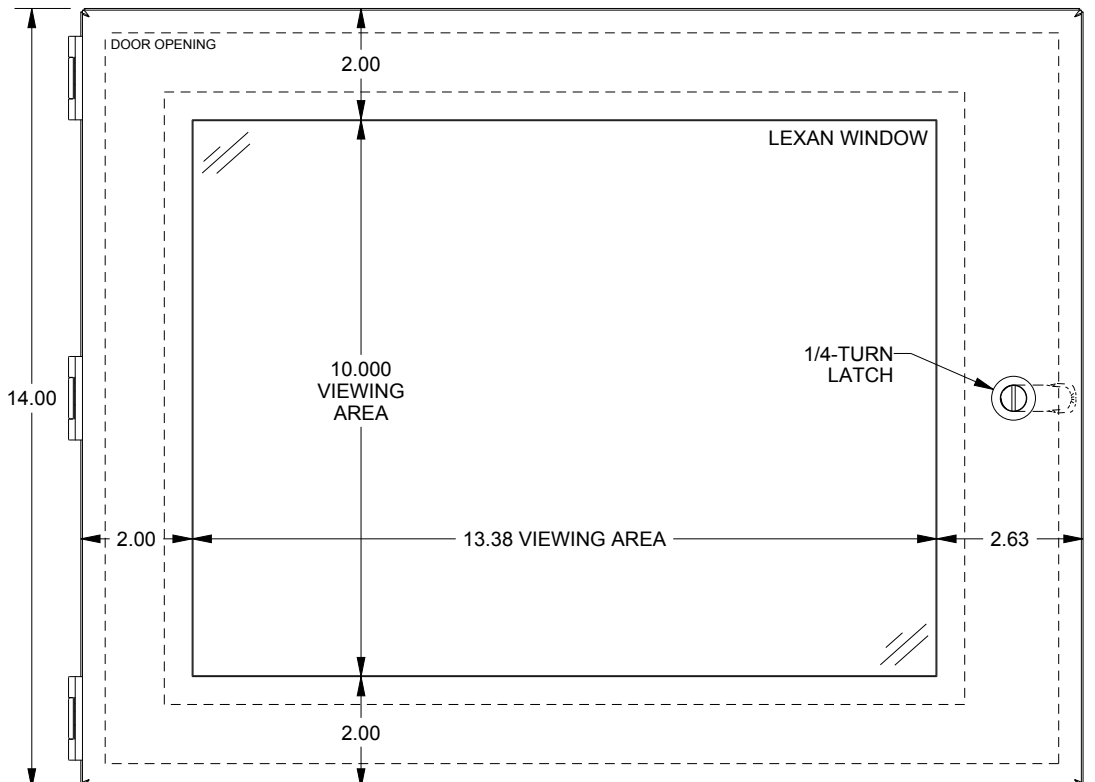 DOOR OPENING
2.00
LEXAN WINDOW
1/4-TURN
LATCH
10.000
VIEWING
AREA
14.00
2.00
13.38 VIEWING AREA
2.63
2.00